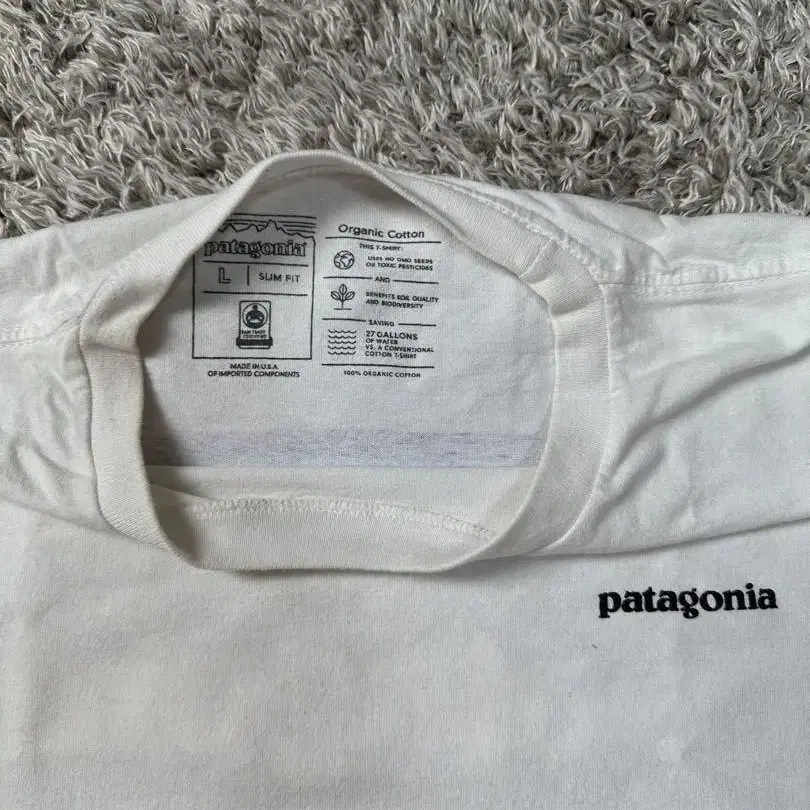 patagonia
L | SLIM FIT
FAIR TRADE
CERTIFIED
MADE IN U.S.A.
OF IMPORTED COMPONENTS
Organic Cotton
THIS T-SHIRT:
USES NO GMO SEEDS
OR TOXIC PESTICIDES
AND
BENEFITS SOIL QUALITY
AND BIODIVERSITY
SAVING
27 GALLONS
OF WATER
VS. A CONVENTIONAL
COTTON T-SHIRT
100% ORGANIC COTTON
patagonia